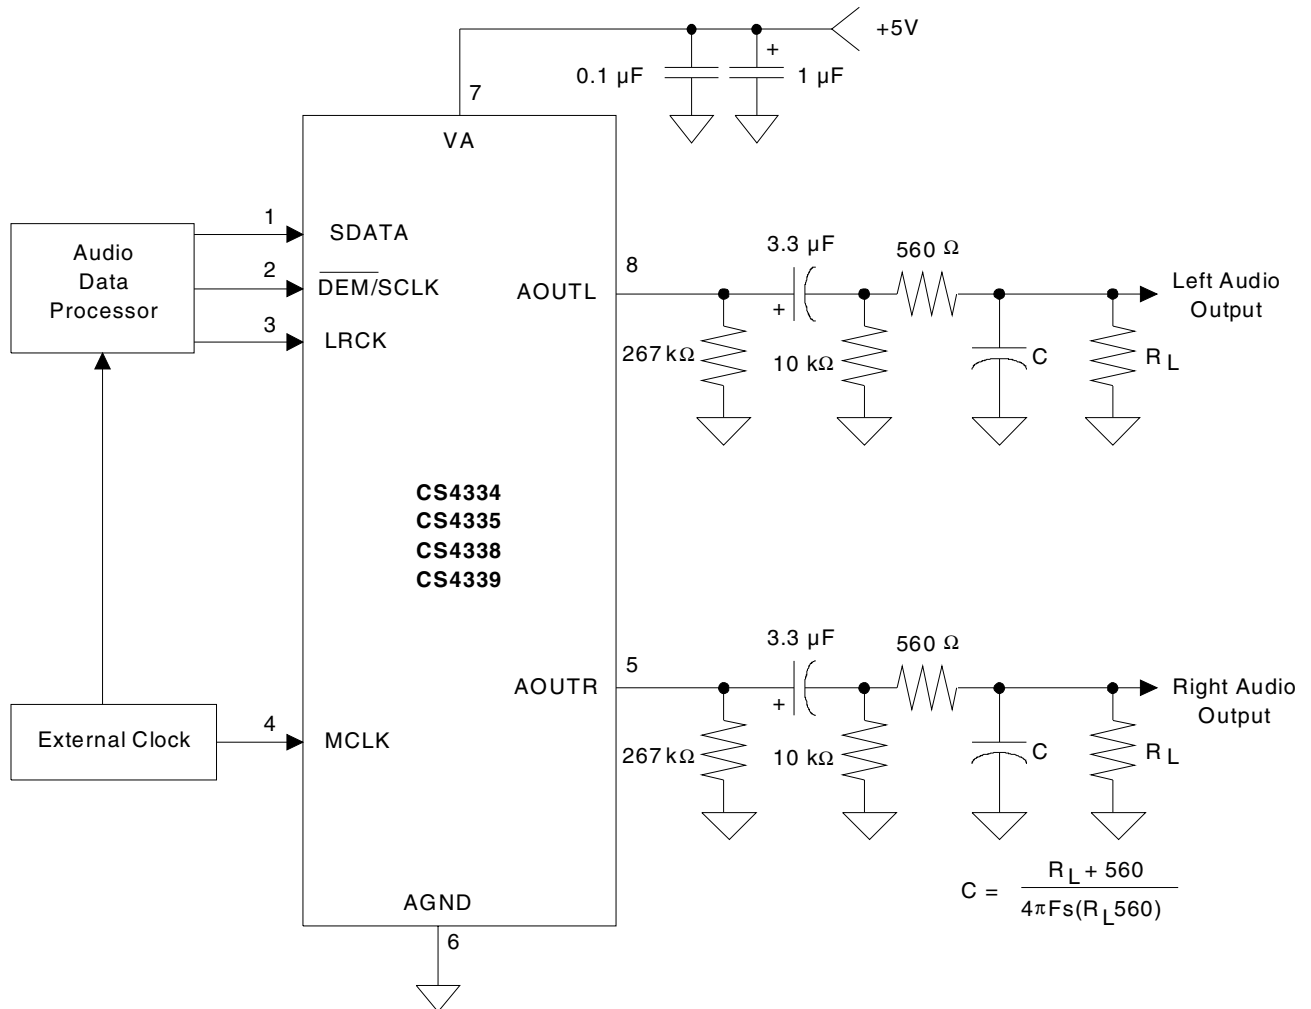 +5V
0.1 µF
+
1 µF
7
VA
Audio
Data
Processor
1
SDATA
2
DEM/SCLK
3
LRCK
8
AOUTL
3.3 µF
+
560 Ω
267 kΩ
10 kΩ
C
R L
Left Audio
Output
CS4334
CS4335
CS4338
CS4339
5
AOUTR
3.3 µF
+
560 Ω
267 kΩ
10 kΩ
C
R L
Right Audio
Output
External Clock
4
MCLK
AGND
6
C = R L + 560
4πFs(R L 560)